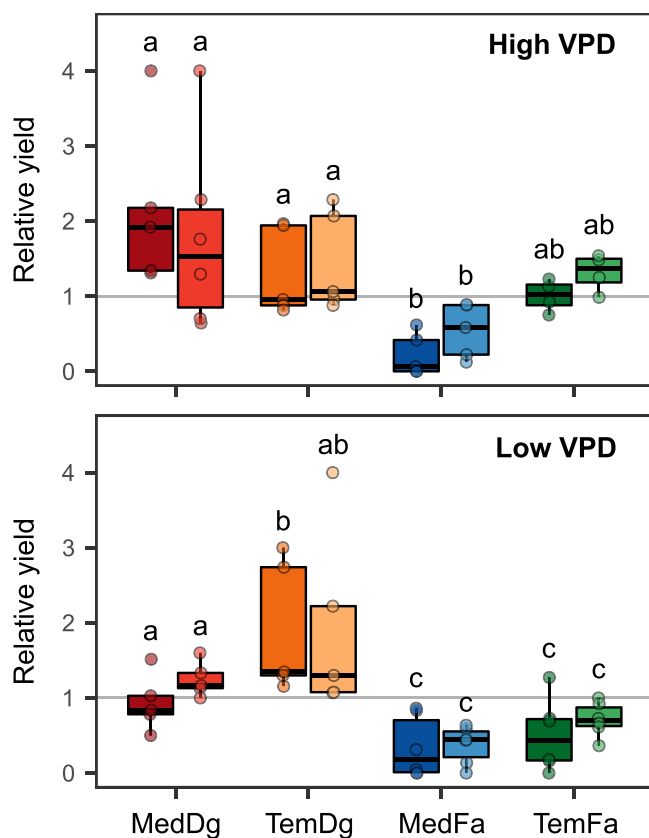 High VPD
a a
a a
b b
ab ab
Relative yield
4
3
2
1
0
Low VPD
a a
b ab
c c
c c
Relative yield
4
3
2
1
0
MedDg TemDg MedFa TemFa